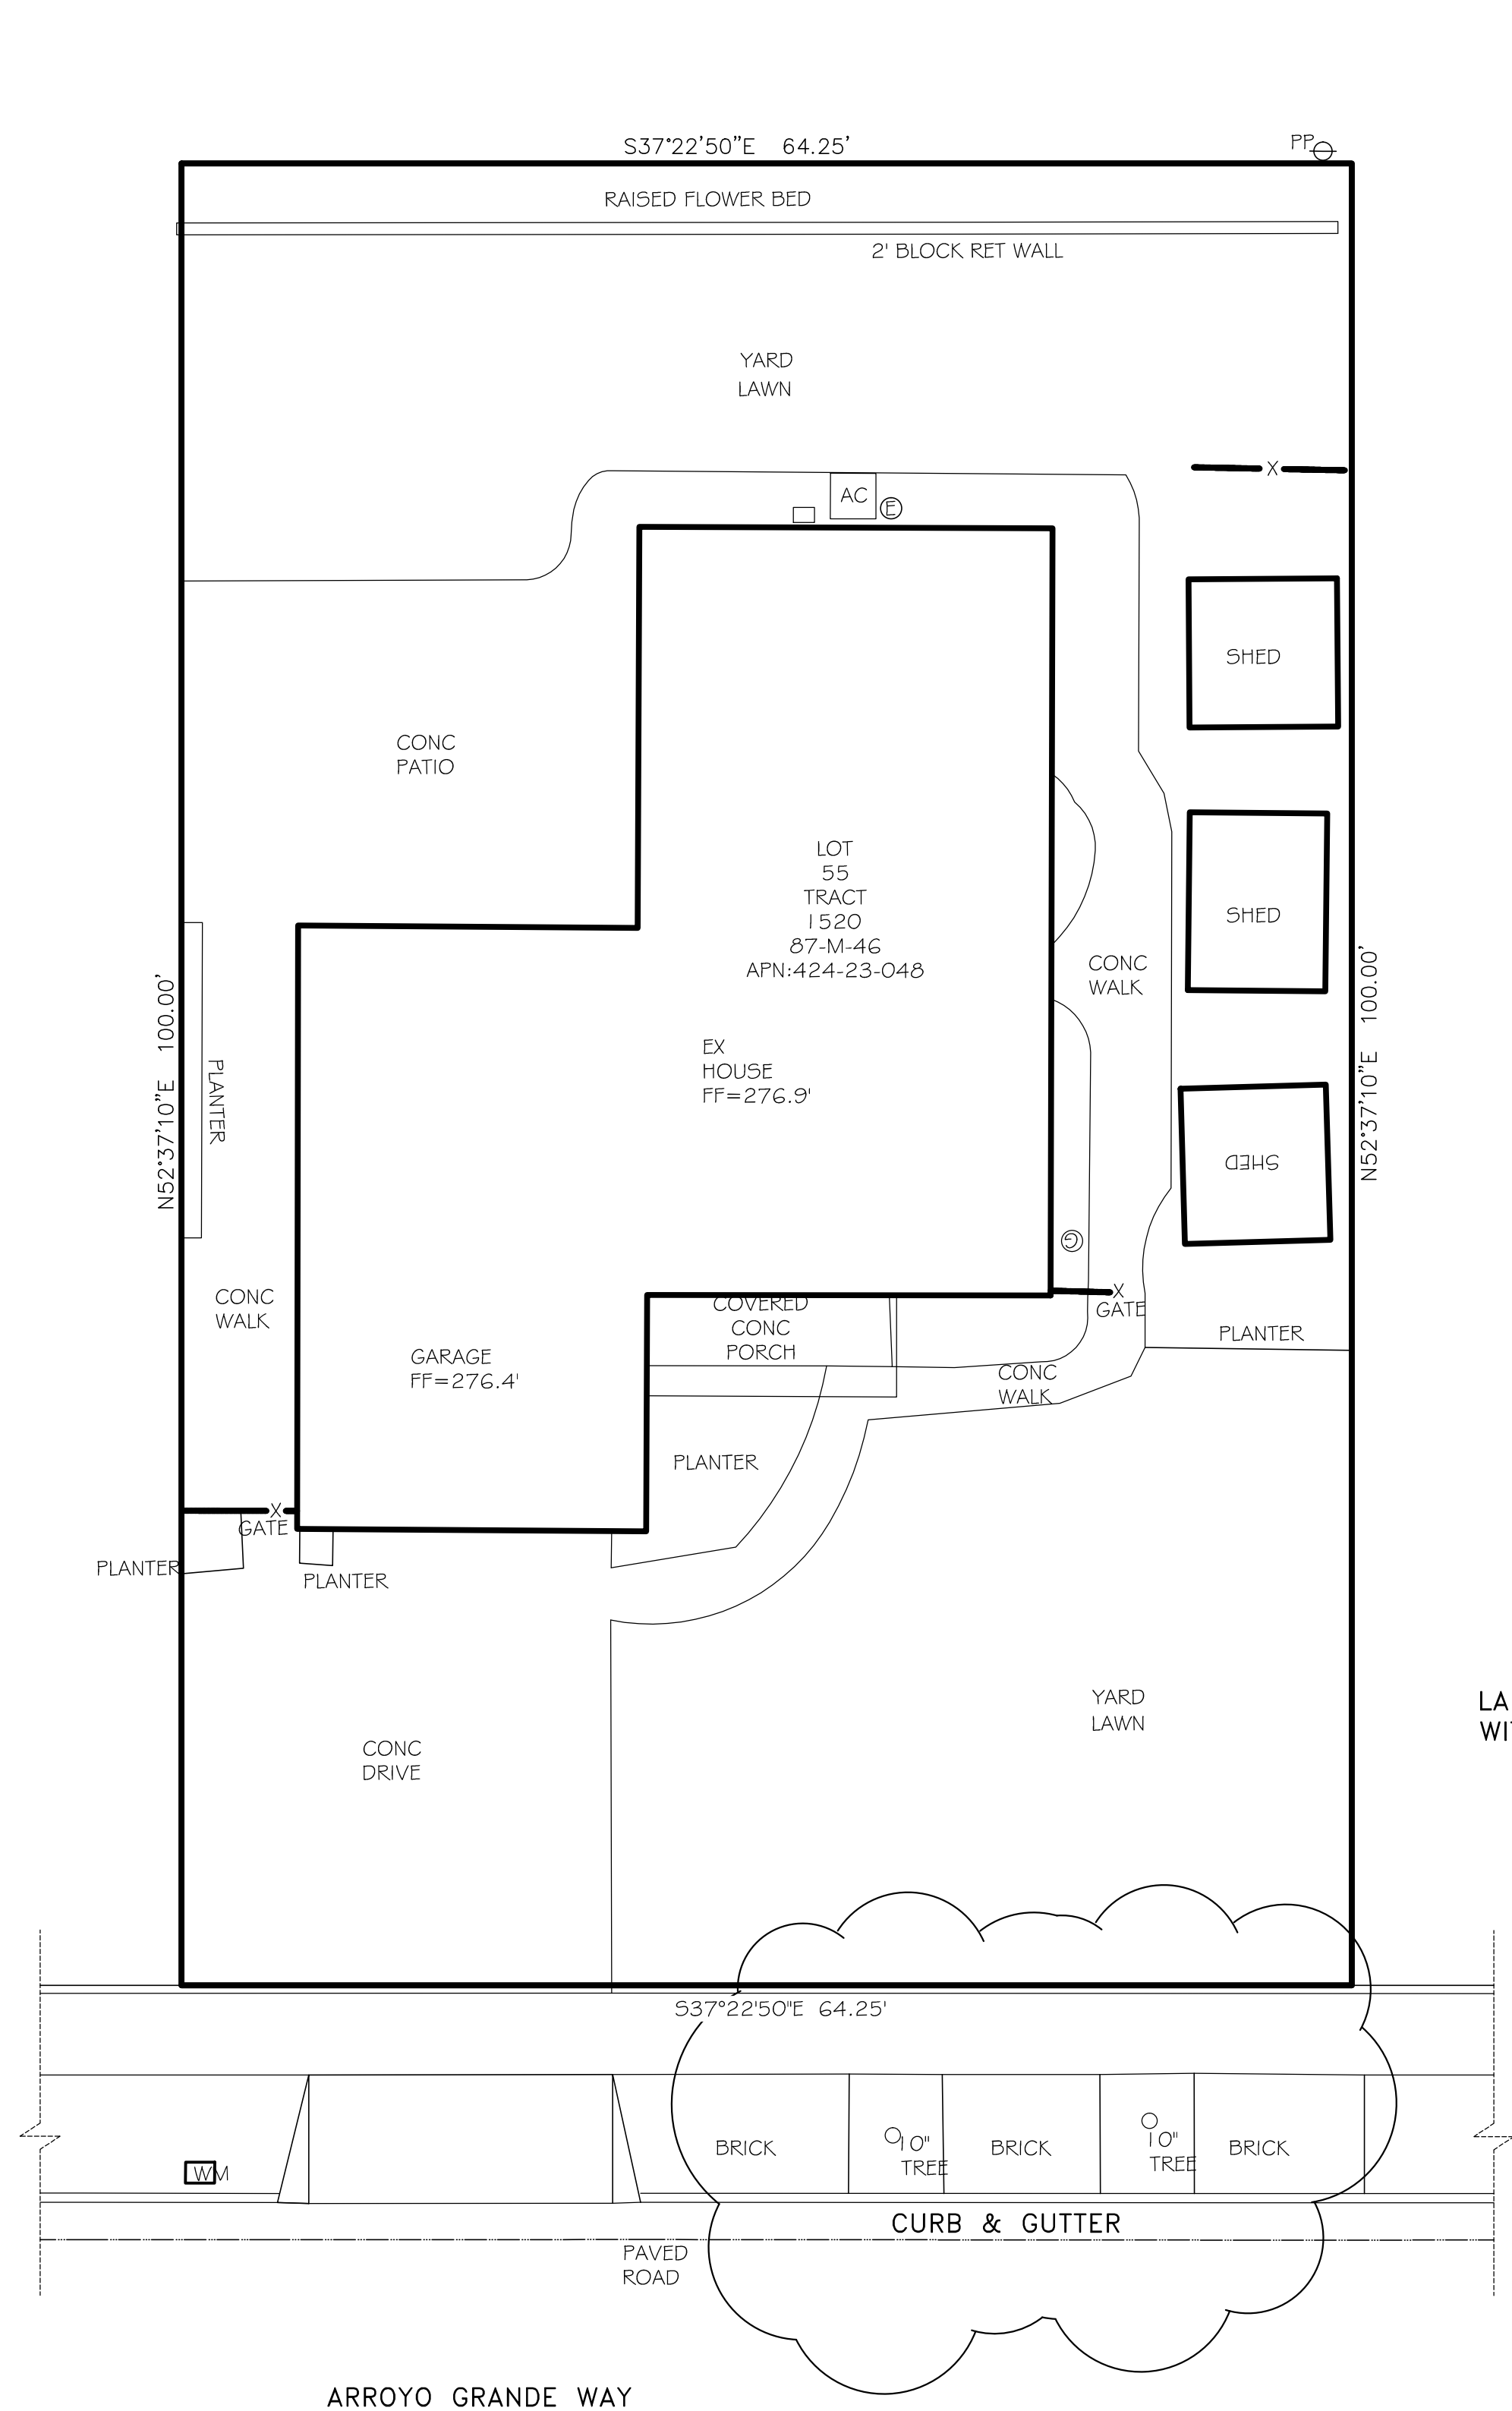 S37°22'50"E 64.25'
PP
RAISED FLOWER BED
2' BLOCK RET WALL
YARD
LAWN
X
AC
E
SHED
CONC
PATIO
LOT
55
TRACT
1520
87-M-46
APN:424-23-048
SHED
CONC
WALK
N52°37'10"E 100.00'
N52°37'10"E 100.00'
PLANTER
EX
HOUSE
FF=276.9'
SHED
G
CONC
WALK
X
GATE
COVERED
CONC
PORCH
PLANTER
GARAGE
FF=276.4'
CONC
WALK
PLANTER
X
GATE
PLANTER
PLANTER
YARD
LAWN
LA
WI
CONC
DRIVE
S37°22'50"E 64.25'
BRICK
10"
TREE
BRICK
10"
TREE
BRICK
WM
CURB & GUTTER
PAVED
ROAD
ARROYO GRANDE WAY